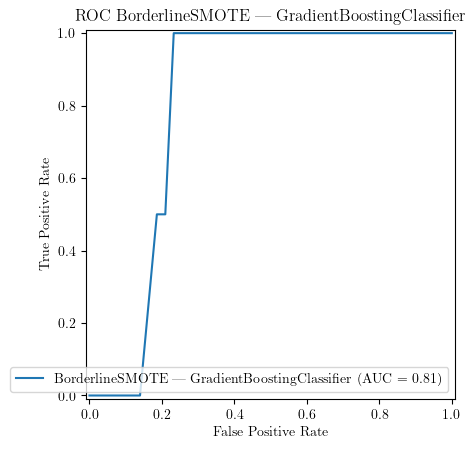 ROC BorderlineSMOTE — GradientBoostingClassifier
1.0
0.8
0.6
0.4
0.2
0.0
True Positive Rate
BorderlineSMOTE — GradientBoostingClassifier (AUC = 0.81)
0.0 0.2 0.4 0.6 0.8 1.0
False Positive Rate